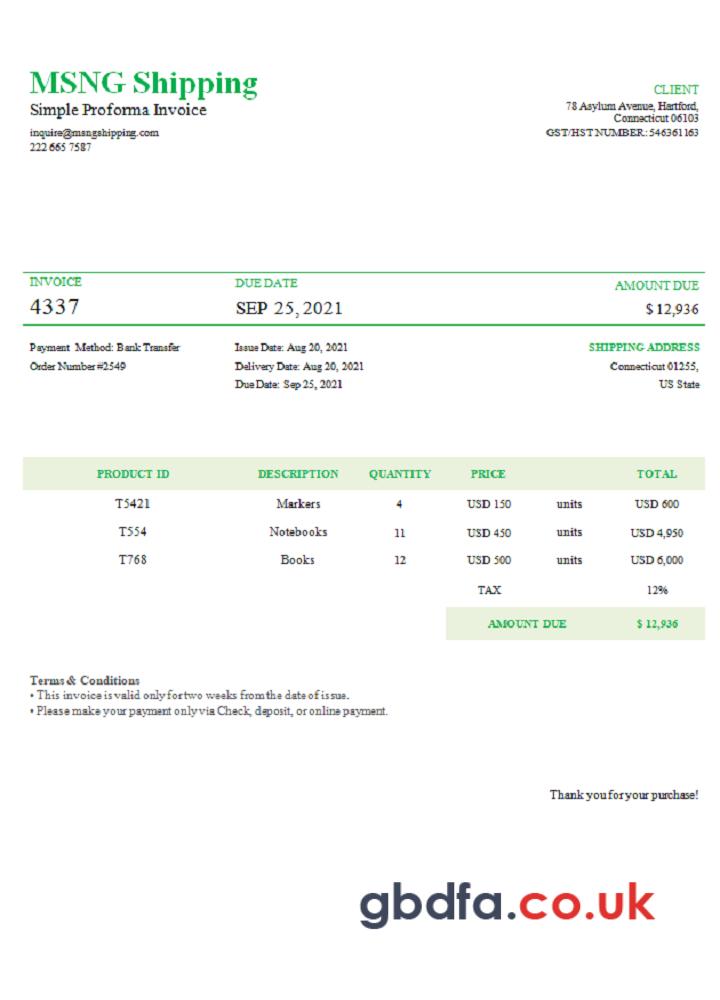 MSNG Shipping
Simple Proforma Invoice
inquire@msngshipping.com
222 665 7587
CLIENT
78 Asylum Avenue, Hartford,
Connecticut 06103
GST/HST NUMBER.: 546361163
INVOICE DUE DATE AMOUNT DUE
4337 SEP 25, 2021 $ 12,936
Payment Method: Bank Transfer Issue Date: Aug 20, 2021 SHIPPING ADDRESS
Order Number #2549 Delivery Date: Aug 20, 2021 Connecticut 01255,
Due Date: Sep 25, 2021 US State
PRODUCT ID DESCRIPTION QUANTITY PRICE TOTAL
T5421 Markers 4 USD 150 units USD 600
T554 Notebooks 11 USD 450 units USD 4,950
T768 Books 12 USD 500 units USD 6,000
TAX 12%
AMOUNT DUE $ 12,936
Terms & Conditions
• This invoice is valid only for two weeks from the date of issue.
• Please make your payment only via Check, deposit, or online payment.
Thank you for your purchase!
gbdfa.co.uk